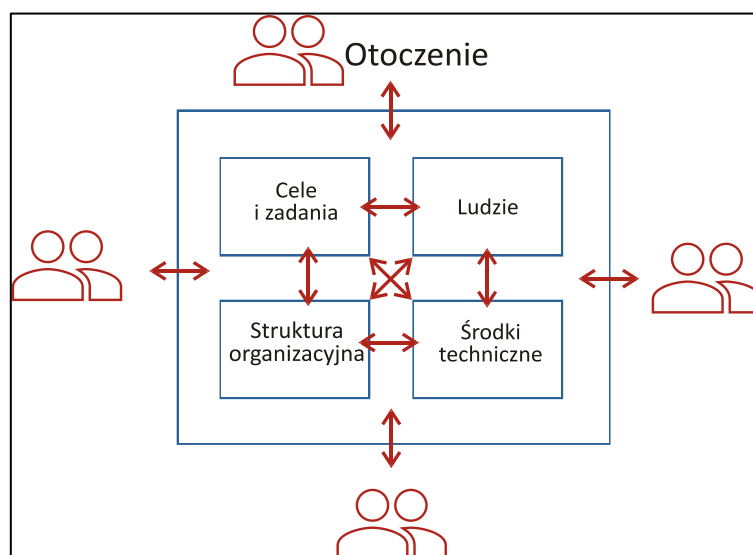 Otoczenie
Cele
i zadania
Ludzie
Struktura
organizacyjna
Środki
techniczne